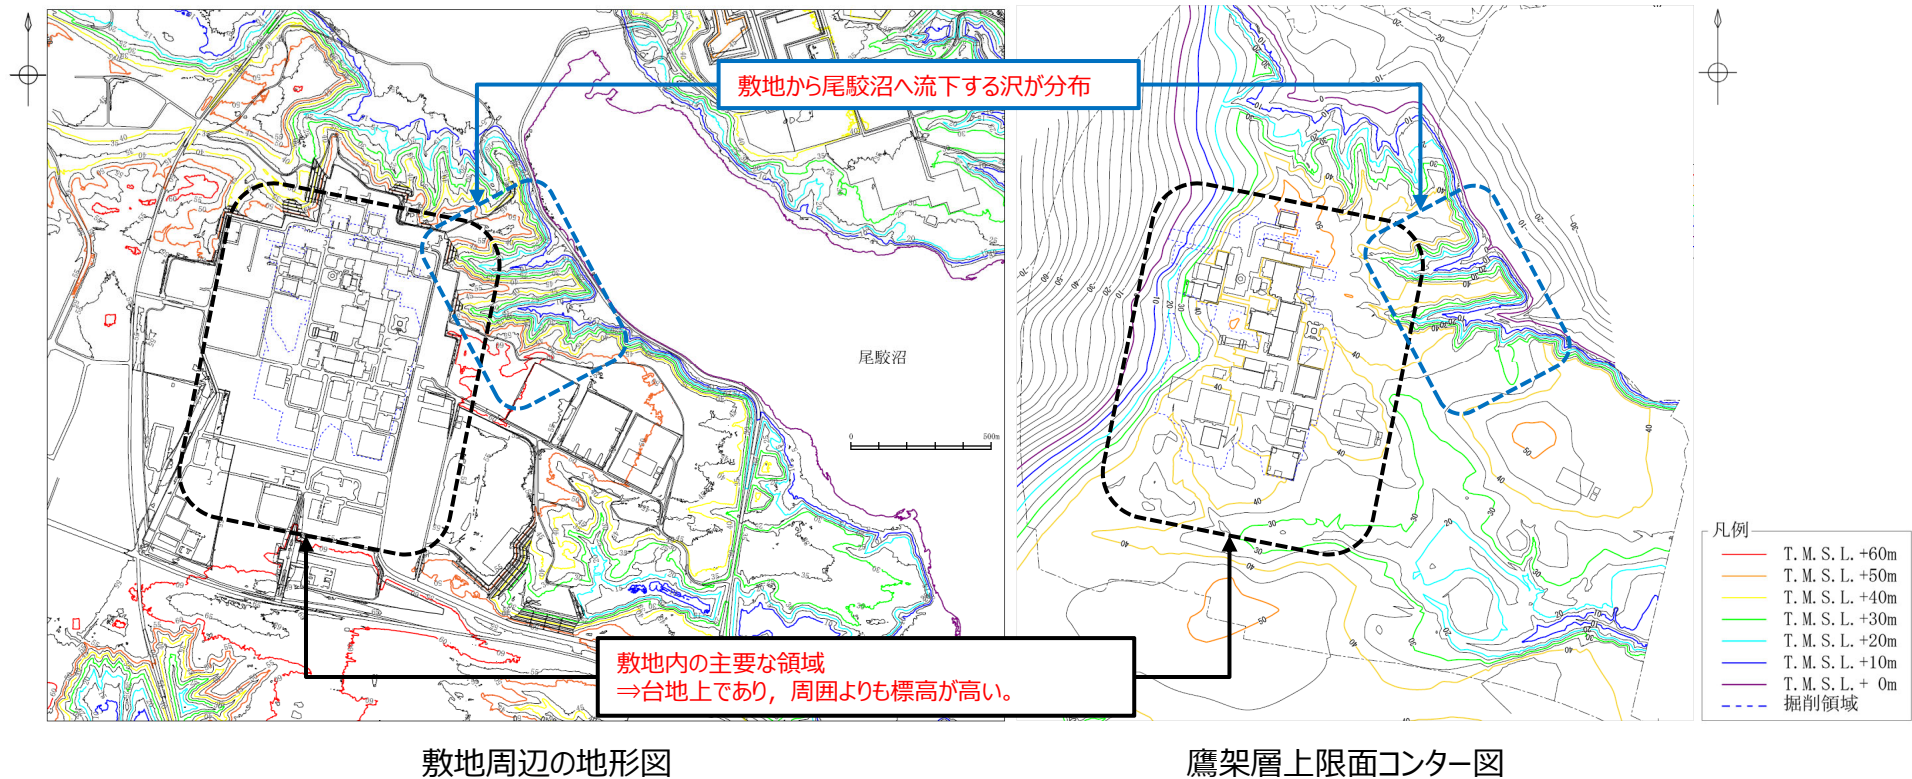 敷地から尾駮沼へ流下する沢が分布
尾駮沼
0 500m
敷地内の主要な領域
⇒台地上であり，周囲よりも標高が高い。
凡例
T.M.S.L.+60m
T.M.S.L.+50m
T.M.S.L.+40m
T.M.S.L.+30m
T.M.S.L.+20m
T.M.S.L.+10m
T.M.S.L.+ 0m
掘削領域
敷地周辺の地形図
鷹架層上限面コンター図